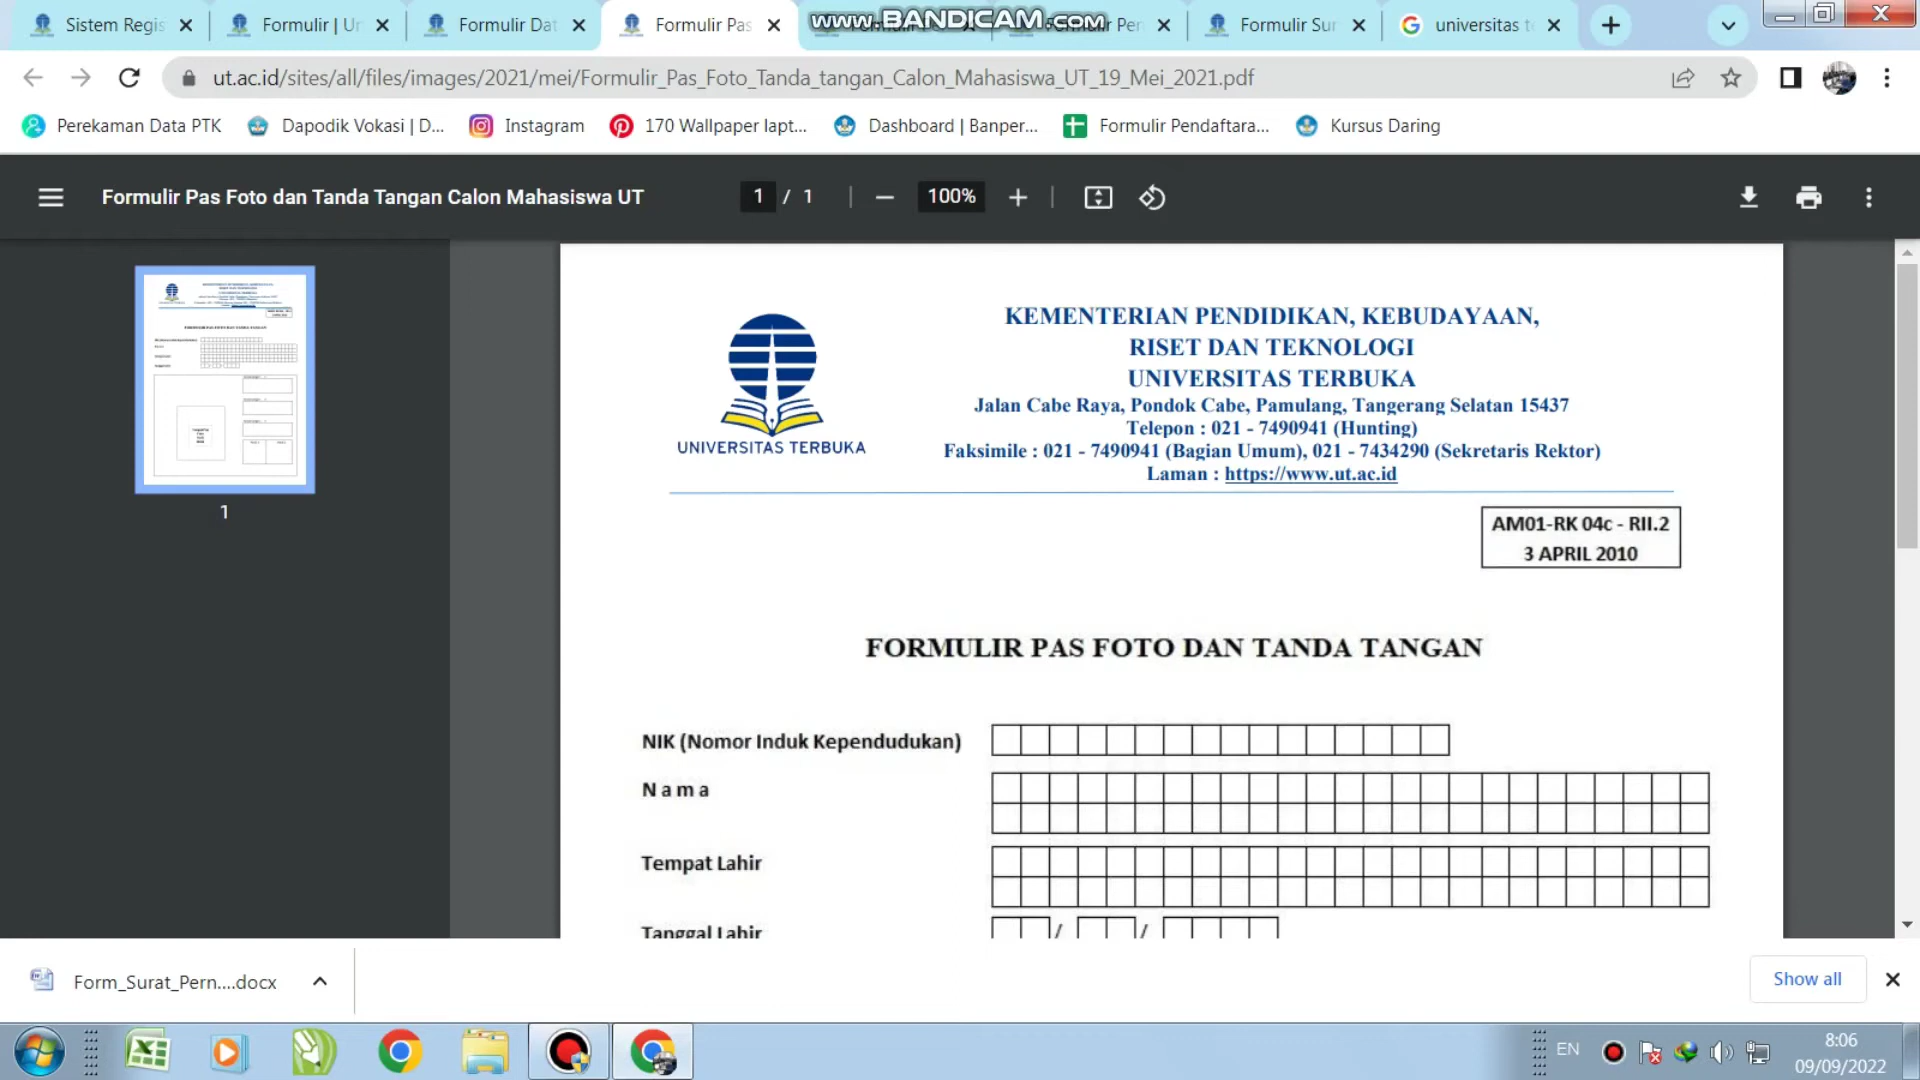 Sistem Regis
Formulir | Un
Formulir Dat
Formulir Pas
www.BANDICAM.com
Formulir Per
Formulir Sur
universitas te
ut.ac.id/sites/all/files/images/2021/mei/Formulir_Pas_Foto_Tanda_tangan_Calon_Mahasiswa_UT_19_Mei_2021.pdf
Perekaman Data PTK
Dapodik Vokasi | D...
Instagram
170 Wallpaper lapt...
Dashboard | Banper...
Formulir Pendaftara...
Kursus Daring
Formulir Pas Foto dan Tanda Tangan Calon Mahasiswa UT
1 / 1
100%
1
UNIVERSITAS TERBUKA
KEMENTERIAN PENDIDIKAN, KEBUDAYAAN,
RISET DAN TEKNOLOGI
UNIVERSITAS TERBUKA
Jalan Cabe Raya, Pondok Cabe, Pamulang, Tangerang Selatan 15437
Telepon : 021 - 7490941 (Hunting)
Faksimile : 021 - 7490941 (Bagian Umum), 021 - 7434290 (Sekretaris Rektor)
Laman : https://www.ut.ac.id
AM01-RK 04c - RII.2
3 APRIL 2010
FORMULIR PAS FOTO DAN TANDA TANGAN
NIK (Nomor Induk Kependudukan)
N a m a
Tempat Lahir
Tanggal Lahir
/ /
Form_Surat_Pern....docx
Show all
EN
8:06
09/09/2022